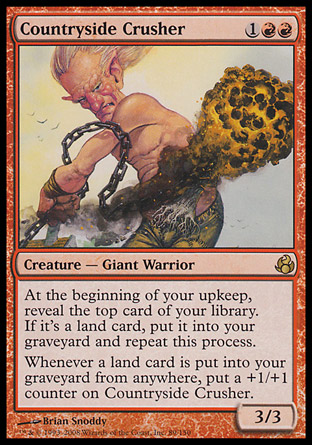 Countryside Crusher 1
Creature — Giant Warrior
At the beginning of your upkeep,
reveal the top card of your library.
If it's a land card, put it into your
graveyard and repeat this process.
Whenever a land card is put into your
graveyard from anywhere, put a +1/+1
counter on Countryside Crusher.
Brian Snoddy
3/3